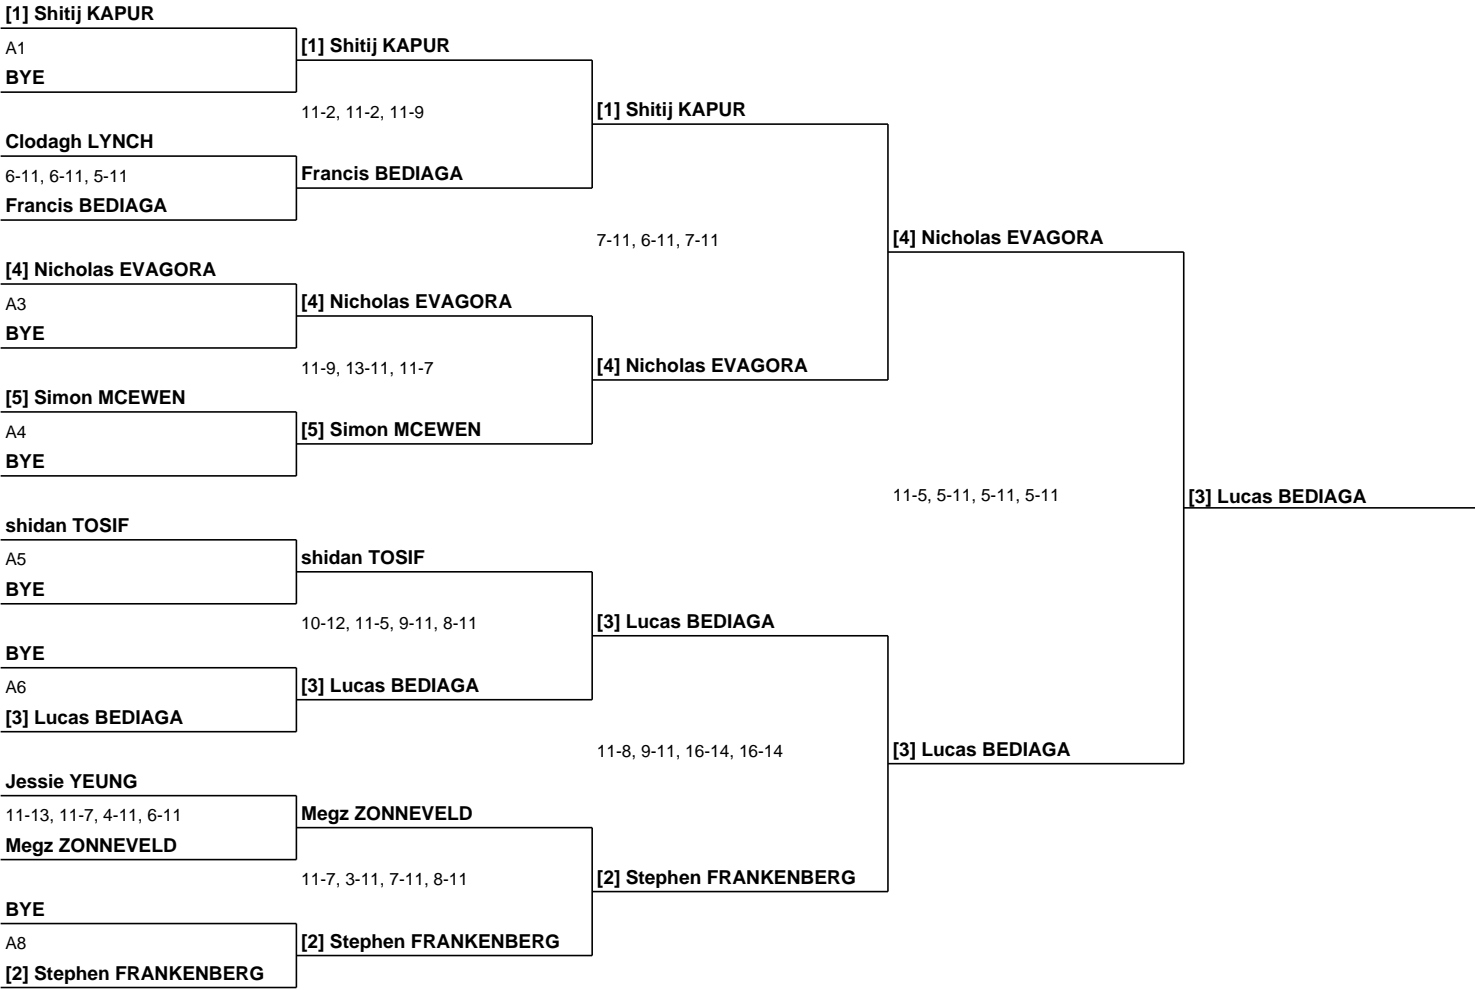 [1] Shitij KAPUR
A1
BYE
[1] Shitij KAPUR
11-2, 11-2, 11-9
[1] Shitij KAPUR
Clodagh LYNCH
6-11, 6-11, 5-11
Francis BEDIAGA
Francis BEDIAGA
7-11, 6-11, 7-11
[4] Nicholas EVAGORA
[4] Nicholas EVAGORA
A3
BYE
[4] Nicholas EVAGORA
11-9, 13-11, 11-7
[4] Nicholas EVAGORA
[5] Simon MCEWEN
A4
BYE
[5] Simon MCEWEN
11-5, 5-11, 5-11, 5-11
[3] Lucas BEDIAGA
shidan TOSIF
A5
BYE
shidan TOSIF
10-12, 11-5, 9-11, 8-11
[3] Lucas BEDIAGA
BYE
A6
[3] Lucas BEDIAGA
[3] Lucas BEDIAGA
11-8, 9-11, 16-14, 16-14
[3] Lucas BEDIAGA
Jessie YEUNG
11-13, 11-7, 4-11, 6-11
Megz ZONNEVELD
Megz ZONNEVELD
11-7, 3-11, 7-11, 8-11
[2] Stephen FRANKENBERG
BYE
A8
[2] Stephen FRANKENBERG
[2] Stephen FRANKENBERG